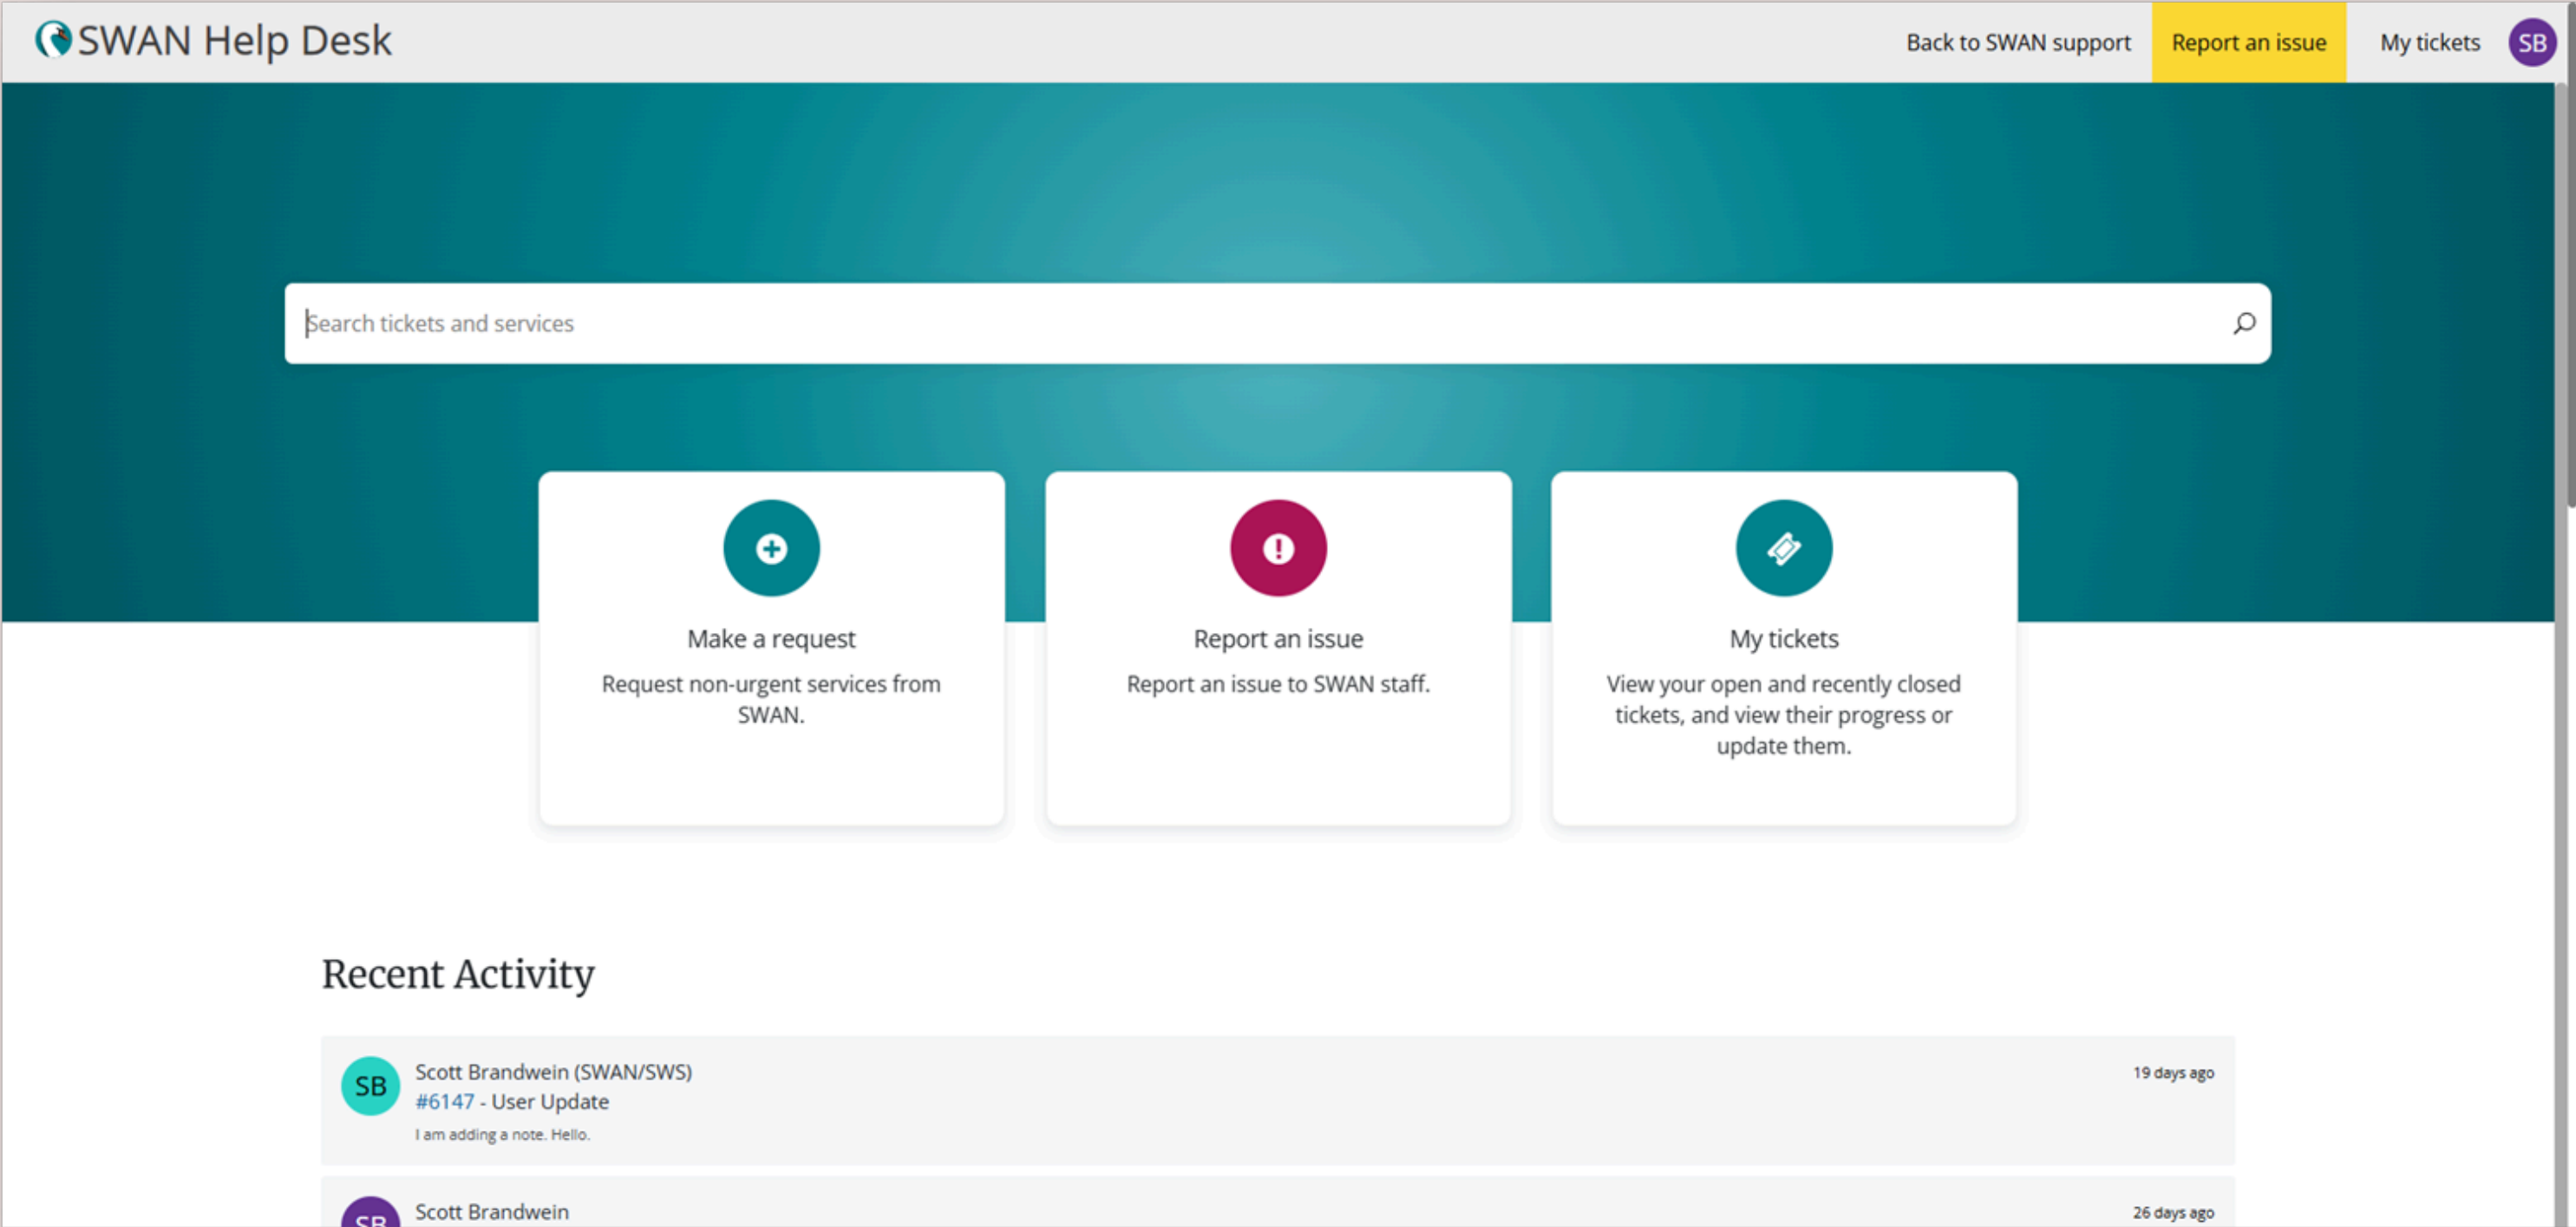 SWAN Help Desk
Back to SWAN support
Report an issue
My tickets
SB
Search tickets and services
Make a request
Request non-urgent services from
SWAN.
Report an issue
Report an issue to SWAN staff.
My tickets
View your open and recently closed
tickets, and view their progress or
update them.
Recent Activity
SB
Scott Brandwein (SWAN/SWS)
19 days ago
#6147 - User Update
I am adding a note. Hello.
SB
Scott Brandwein
26 days ago